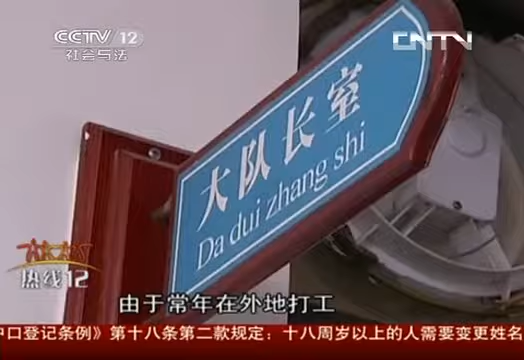 CCTV 12
社会与法
CNTV
大队长室
Da dui zhang shi
热线12
由于常年在外地打工
户口登记条例》第十八条第二款规定：十八周岁以上的人需要变更姓名